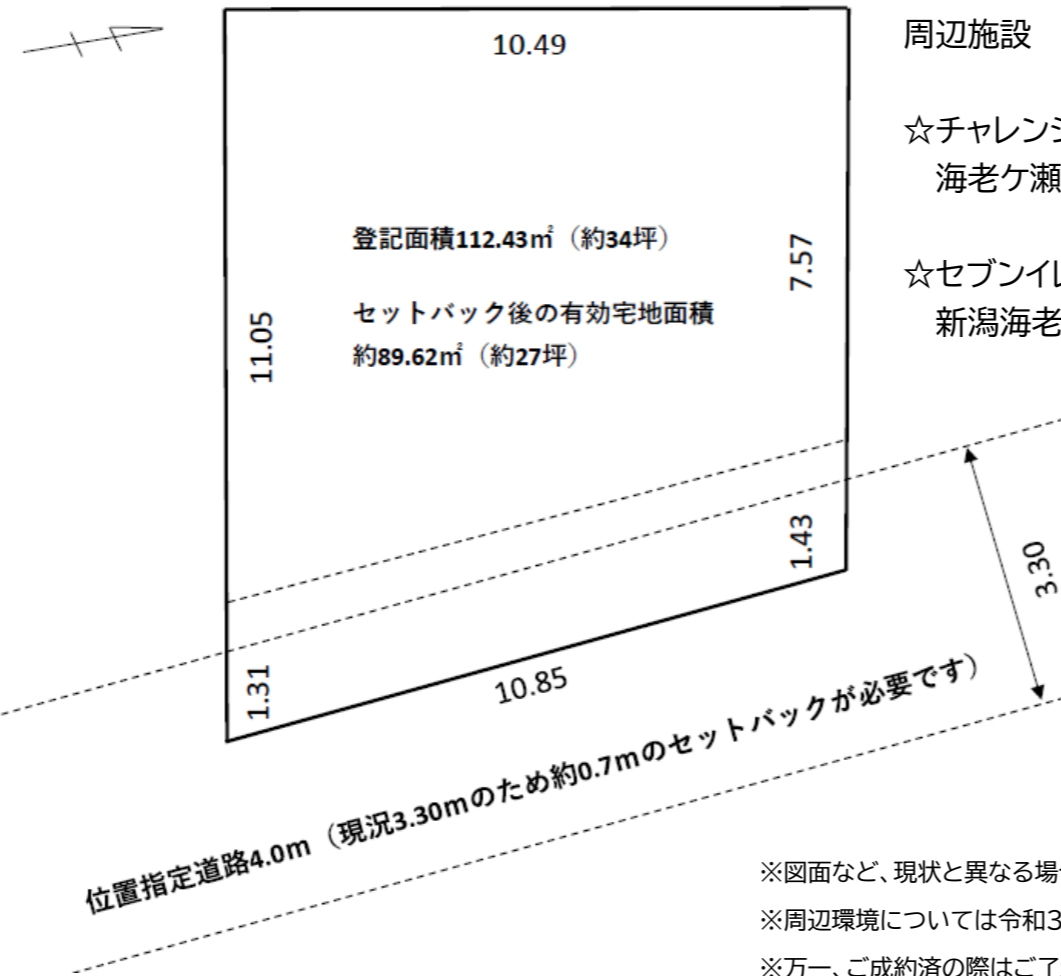 10.49
周辺施設
☆チャレン
海老ケ瀬
登記面積112.43㎡（約34坪）
7.57
☆セブンイ
新潟海老
セットバック後の有効宅地面積
約89.62㎡（約27坪）
11.05
1.43
3.30
1.31
10.85
位置指定道路4.0m（現況3.30mのため約0.7mのセットバックが必要です）
※図面など、現状と異なる場
※周辺環境については令和3
※万一、ご成約済の際はご了